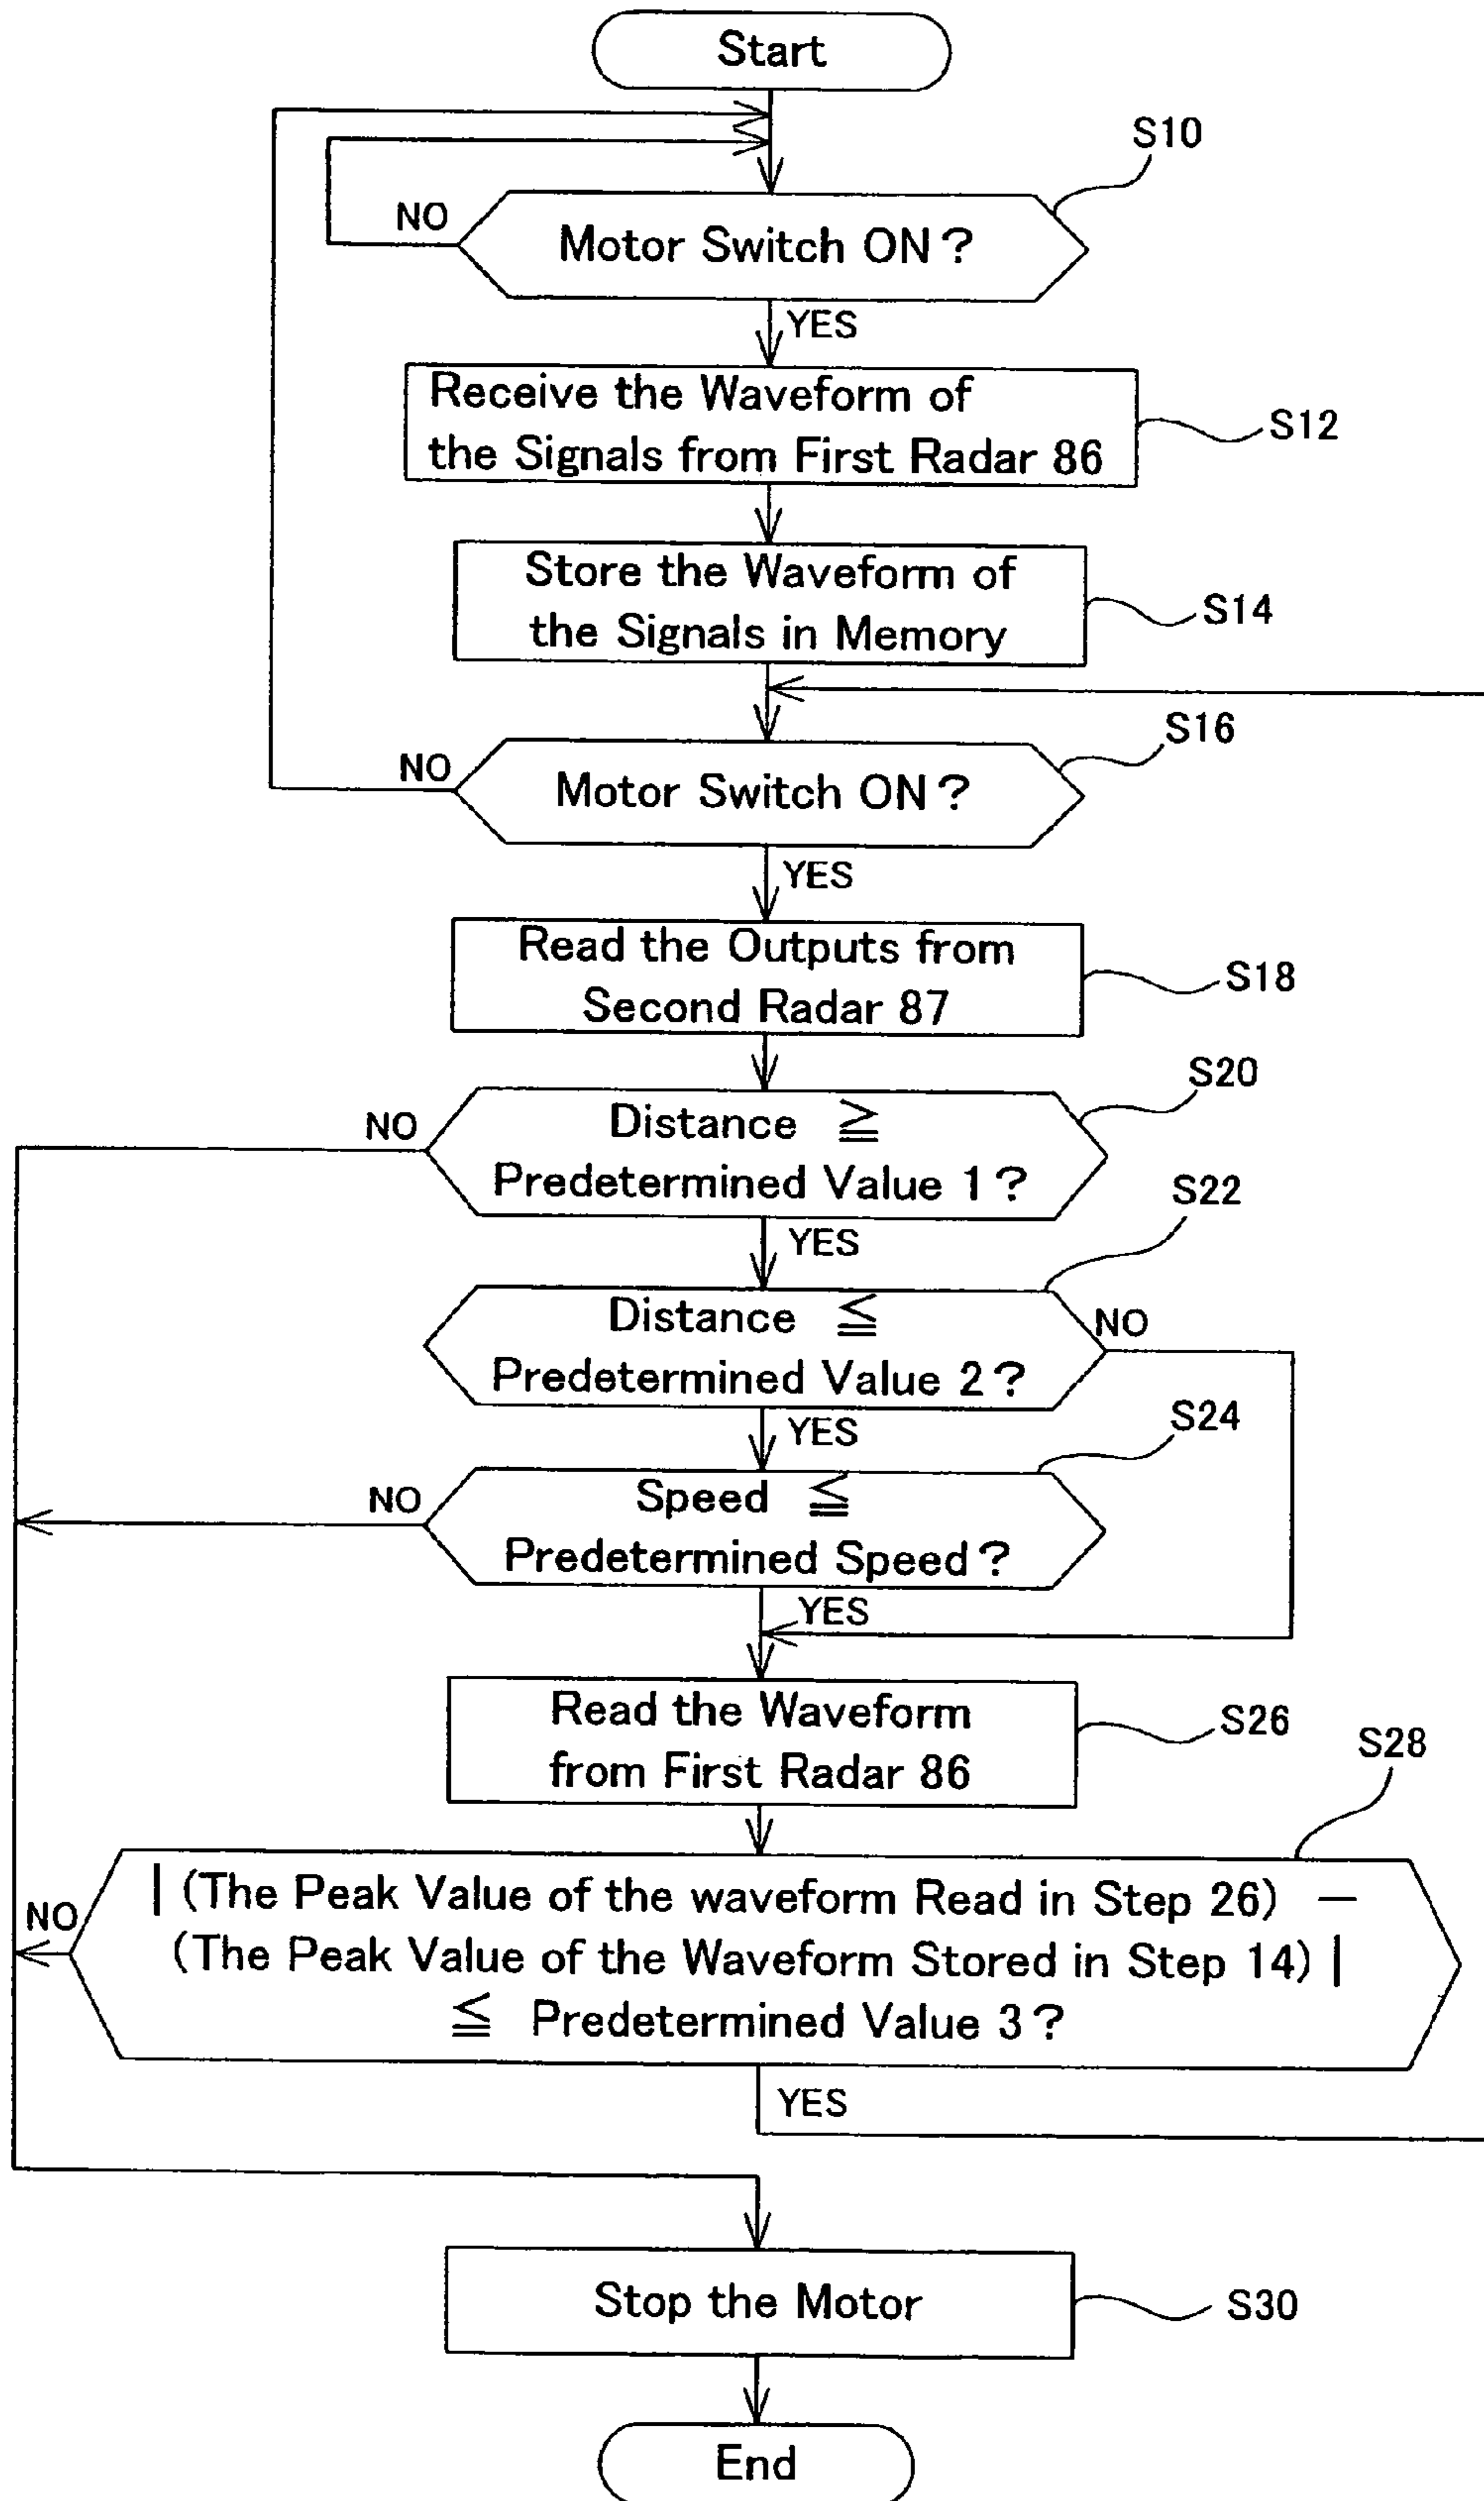 Start
S10
NO
Motor Switch ON?
YES
Receive the Waveform of
the Signals from First Radar 86
S12
Store the Waveform of
the Signals in Memory
S14
S16
NO
Motor Switch ON?
YES
Read the Outputs from
Second Radar 87
S18
S20
NO
Distance ≧
Predetermined Value 1?
S22
YES
Distance ≦
Predetermined Value 2?
NO
S24
YES
NO
Speed ≦
Predetermined Speed?
YES
Read the Waveform
from First Radar 86
S26
S28
NO
| (The Peak Value of the waveform Read in Step 26) —
(The Peak Value of the Waveform Stored in Step 14) |
≦ Predetermined Value 3?
YES
Stop the Motor
S30
End